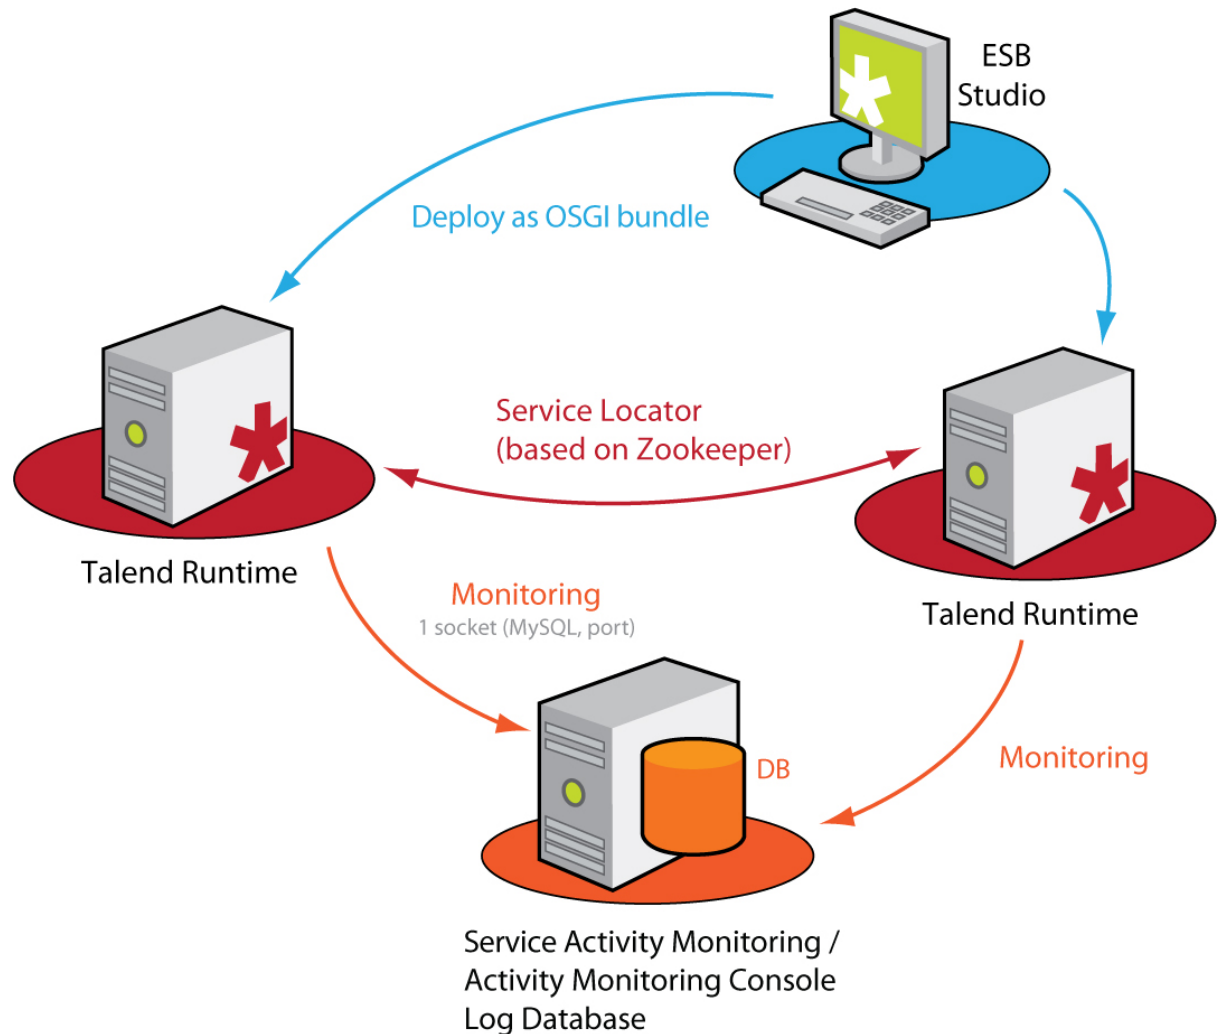 ESB
Studio
Deploy as OSGI bundle
Service Locator
(based on Zookeeper)
Talend Runtime
Talend Runtime
Monitoring
1 socket (MySQL, port)
DB
Monitoring
Service Activity Monitoring /
Activity Monitoring Console
Log Database